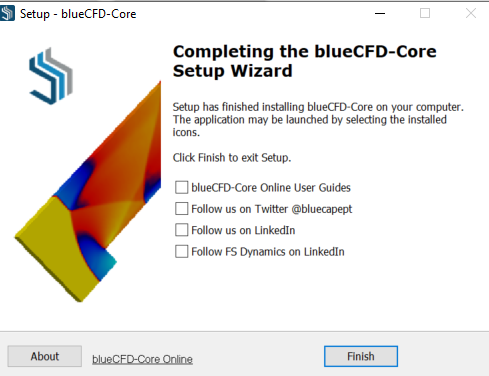 Setup - blueCFD-Core
Completing the blueCFD-Core
Setup Wizard
Setup has finished installing blueCFD-Core on your computer.
The application may be launched by selecting the installed
icons.
Click Finish to exit Setup.
blueCFD-Core Online User Guides
Follow us on Twitter @bluecapept
Follow us on LinkedIn
Follow FS Dynamics on LinkedIn
About
blueCFD-Core Online
Finish